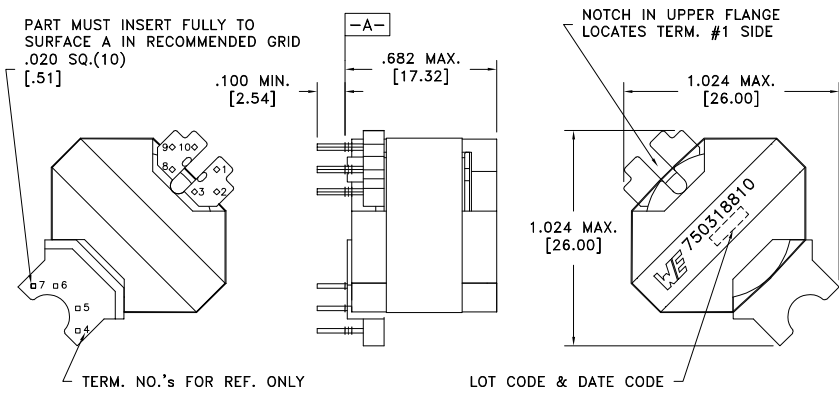 PART MUST INSERT FULLY TO
SURFACE A IN RECOMMENDED GRID
.020 SQ.(10)
[.51]
-A-
.682 MAX.
[17.32]
.100 MIN.
[2.54]
NOTCH IN UPPER FLANGE
LOCATES TERM. #1 SIDE
1.024 MAX.
[26.00]
9 10
8 1
3 2
7 6
5
4
1.024 MAX.
[26.00]
WE 750318810
TERM. NO.'s FOR REF. ONLY
LOT CODE & DATE CODE